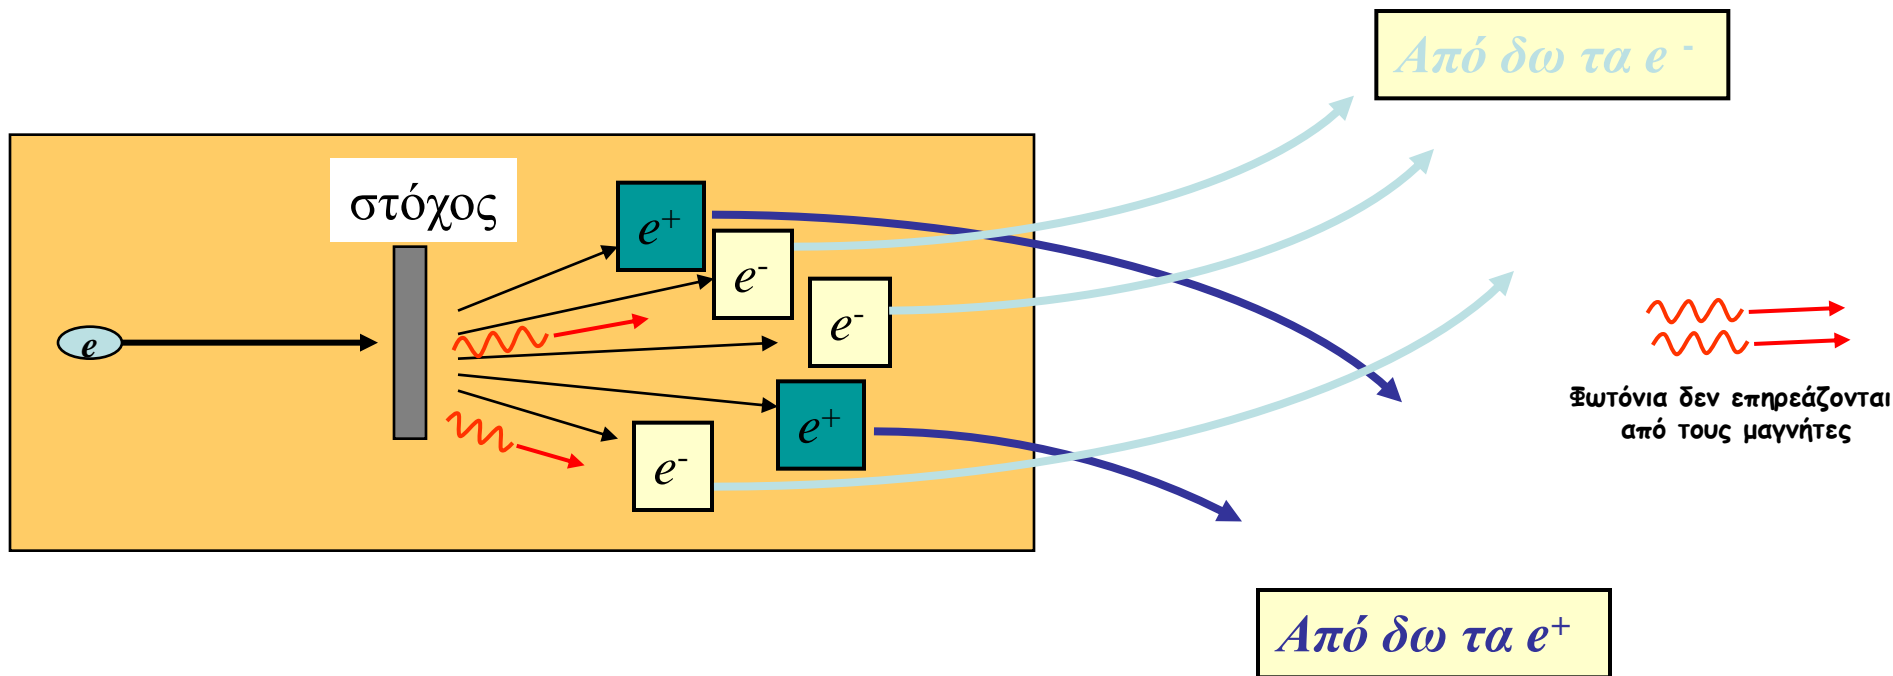 Από δω τα e -
στόχος
e+
e-
e-
e
e+
e-
Φωτόνια δεν επηρεάζονται
από τους μαγνήτες
Από δω τα e+